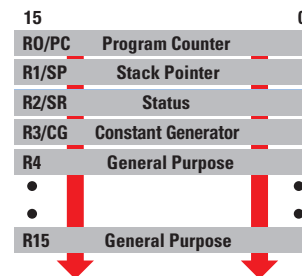 15 0
R0/PC Program Counter
R1/SP Stack Pointer
R2/SR Status
R3/CG Constant Generator
R4 General Purpose
R15 General Purpose